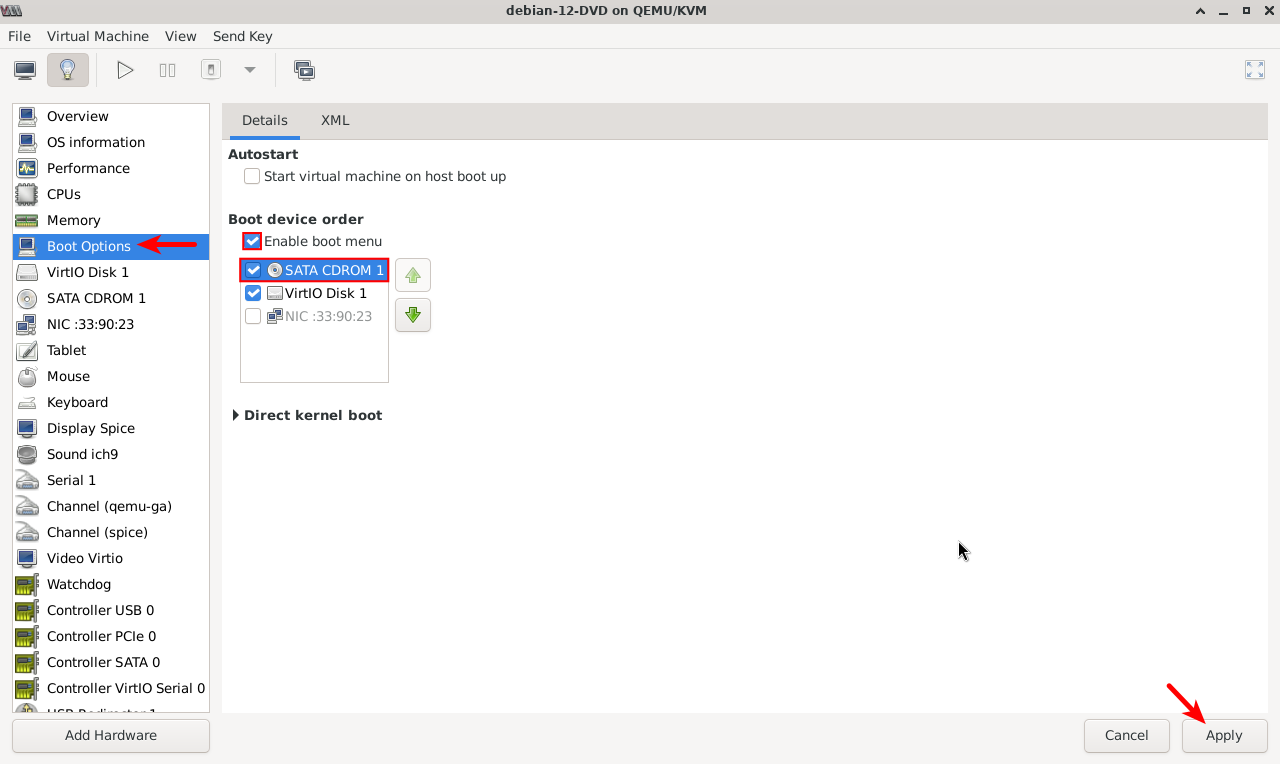 debian-12-DVD on QEMU/KVM
File Virtual Machine View Send Key
Overview
OS information
Performance
CPUs
Memory
Boot Options
VirtIO Disk 1
SATA CDROM 1
NIC :33:90:23
Tablet
Mouse
Keyboard
Display Spice
Sound ich9
Serial 1
Channel (qemu-ga)
Channel (spice)
Video Virtio
Watchdog
Controller USB 0
Controller PCIe 0
Controller SATA 0
Controller VirtIO Serial 0
USB Redirector 1
Add Hardware
Details XML
Autostart
Start virtual machine on host boot up
Boot device order
Enable boot menu
SATA CDROM 1
VirtIO Disk 1
NIC :33:90:23
Direct kernel boot
Cancel Apply